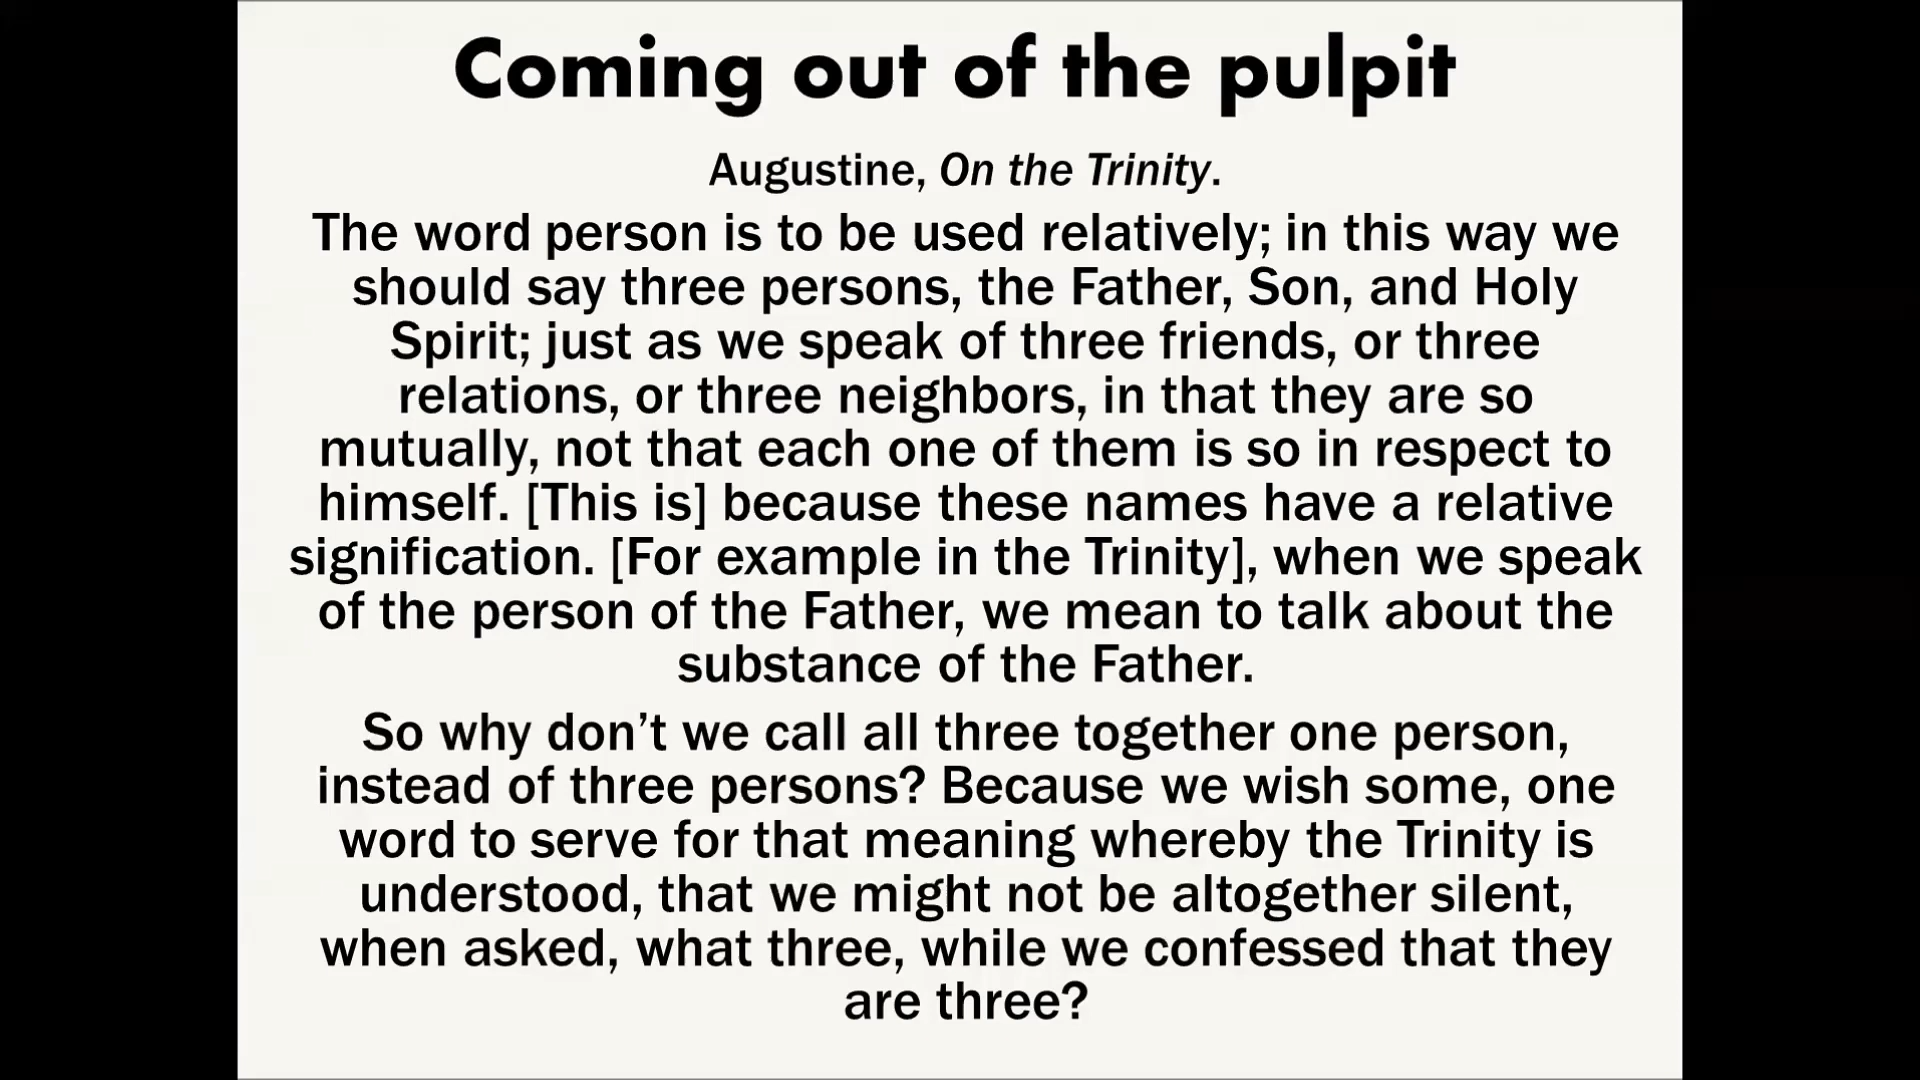 Coming out of the pulpit
Augustine, On the Trinity.
The word person is to be used relatively; in this way we
should say three persons, the Father, Son, and Holy
Spirit; just as we speak of three friends, or three
relations, or three neighbors, in that they are so
mutually, not that each one of them is so in respect to
himself. [This is] because these names have a relative
signification. [For example in the Trinity], when we speak
of the person of the Father, we mean to talk about the
substance of the Father.
So why don’t we call all three together one person,
instead of three persons? Because we wish some, one
word to serve for that meaning whereby the Trinity is
understood, that we might not be altogether silent,
when asked, what three, while we confessed that they
are three?